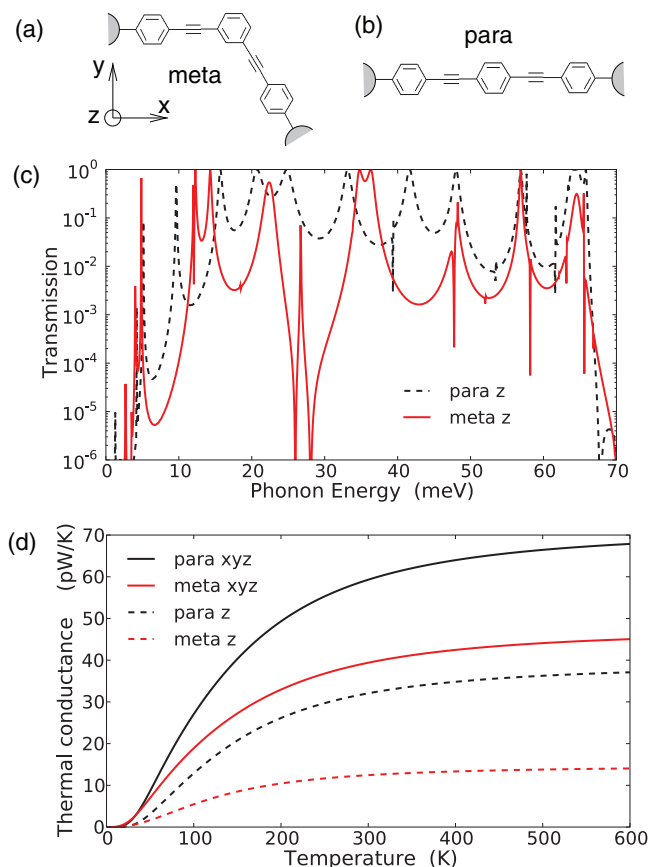 (a)
(b)
para
y
meta
z
x
(c)
10^0
10^-1
10^-2
10^-3
10^-4
10^-5
10^-6
Transmission
para z
meta z
0 10 20 30 40 50 60 70
Phonon Energy (meV)
(d)
70
60
50
40
30
20
10
0
Thermal conductance (pW/K)
para xyz
meta xyz
para z
meta z
0 100 200 300 400 500 600
Temperature (K)